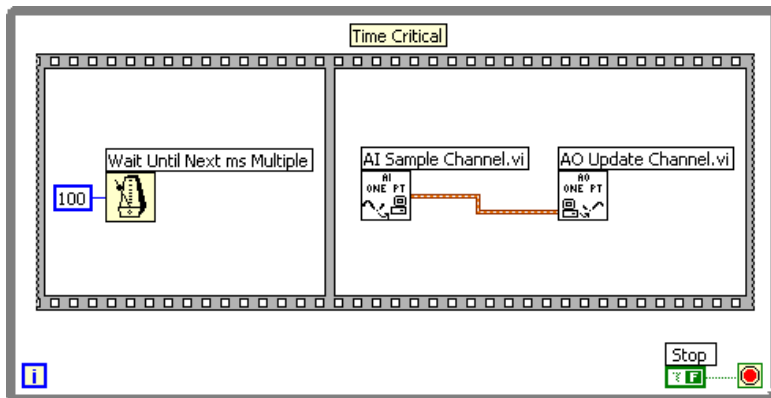 Time Critical
Wait Until Next ms Multiple
100
AI Sample Channel.vi
AI
ONE PT
AO Update Channel.vi
AO
ONE PT
i
Stop
F